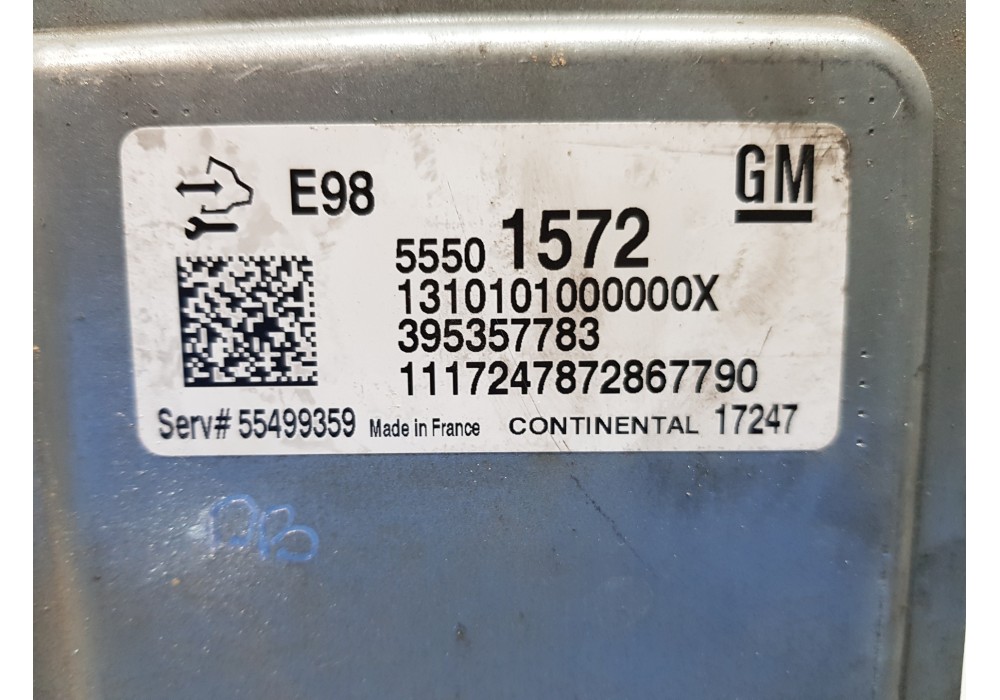 E98
GM
5550 1572
1310101000000X
395357783
1117247872867790
Serv# 55499359 Made in France CONTINENTAL 17247